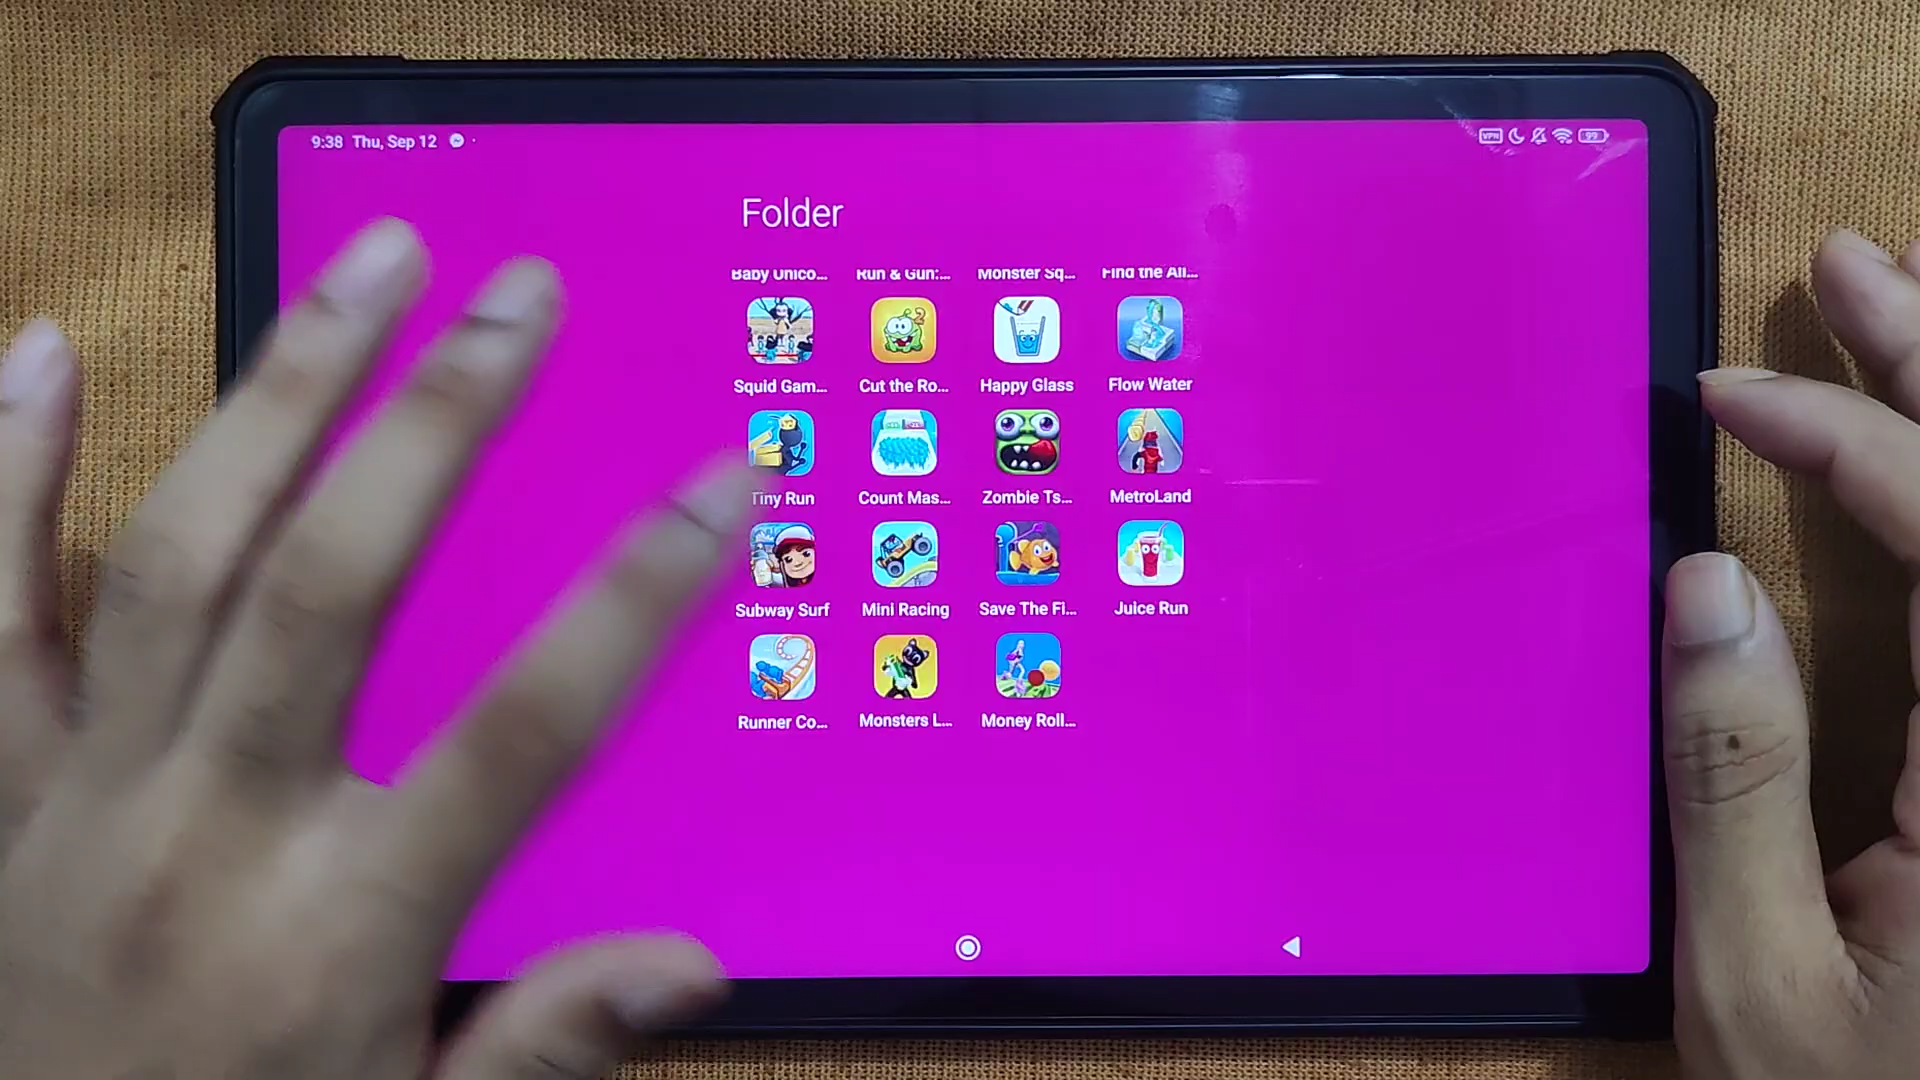 9:38 Thu, Sep 12
VPN 99
Folder
Baby Unico... Run & Gun:... Monster Sq... Find the Ali...
Squid Gam... Cut the Ro... Happy Glass Flow Water
Tiny Run Count Mas... Zombie Ts... MetroLand
Subway Surf Mini Racing Save The Fi... Juice Run
Runner Co... Monsters L... Money Roll...